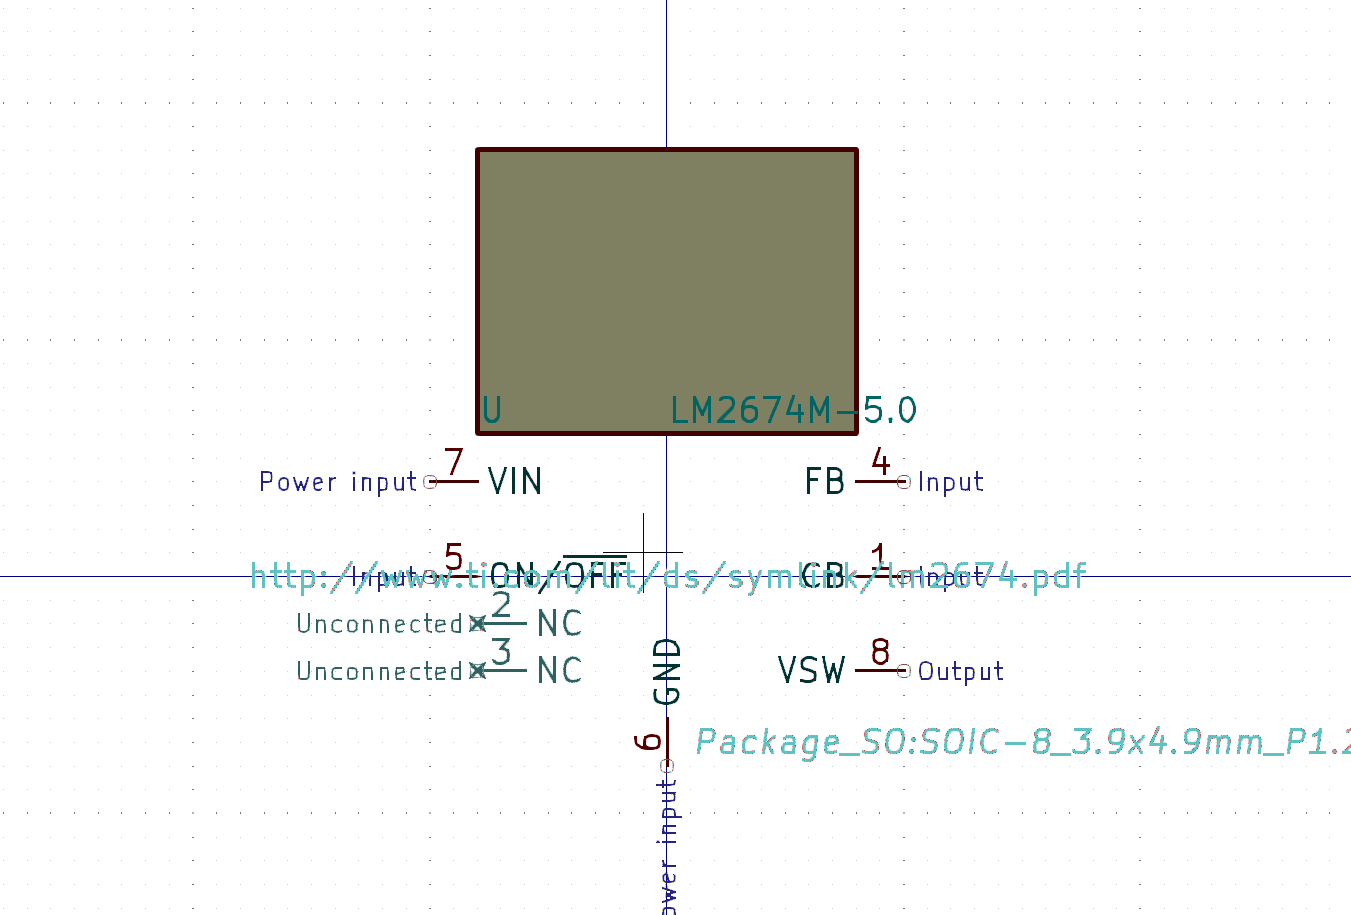 U LM2674M-5.0
7 4
Power input VIN FB Input
5 1
Input ON/OFF CB Input
http://www.ti.com/lit/ds/symlink/lm2674.pdf
2
Unconnected NC
3 8
Unconnected NC VSW Output
GND
6
Package_SO:SOIC-8_3.9x4.9mm_P1.2
ower input